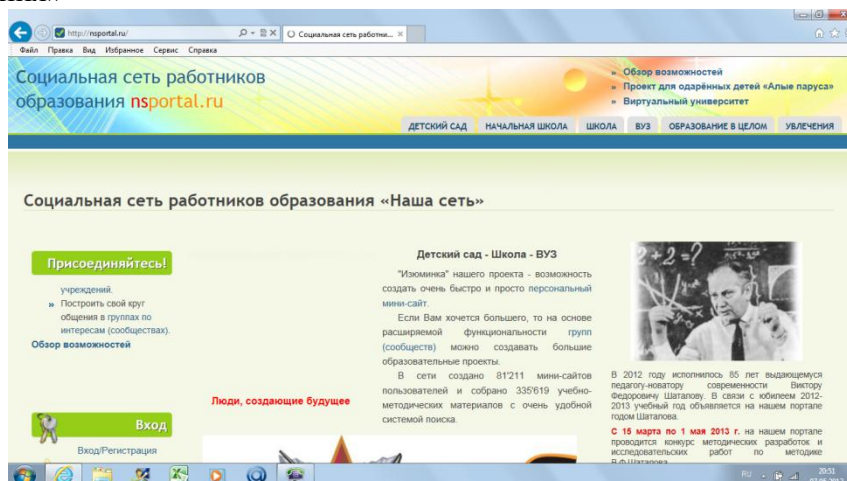 http://nsportal.ru/
Социальная сеть работни...
Файл Правка Вид Избранное Сервис Справка
Социальная сеть работников
образования nsportal.ru
» Обзор возможностей
» Проект для одарённых детей «Алые паруса»
» Виртуальный университет
ДЕТСКИЙ САД НАЧАЛЬНАЯ ШКОЛА ШКОЛА ВУЗ ОБРАЗОВАНИЕ В ЦЕЛОМ УВЛЕЧЕНИЯ
Социальная сеть работников образования «Наша сеть»
Присоединяйтесь!
учреждений.
» Построить свой круг
общения в группах по
интересам (сообществах).
Обзор возможностей
Вход
Вход/Регистрация
Люди, создающие будущее
Детский сад - Школа - ВУЗ
"Изюминка" нашего проекта - возможность
создать очень быстро и просто персональный
мини-сайт.
Если Вам хочется большего, то на основе
расширяемой функциональности групп
(сообществ) можно создавать большие
образовательные проекты.
В сети создано 81'211 мини-сайтов
пользователей и собрано 335'619 учебно-
методических материалов с очень удобной
системой поиска.
2+2=?
В 2012 году исполнилось 85 лет выдающемуся
педагогу-новатору современности Виктору
Федоровичу Шаталову. В связи с юбилеем 2012-
2013 учебный год объявляется на нашем портале
годом Шаталова.
С 15 марта по 1 мая 2013 г. на нашем портале
проводится конкурс методических разработок и
исследовательских работ по методике
В.Ф.Шаталова
RU
20:51